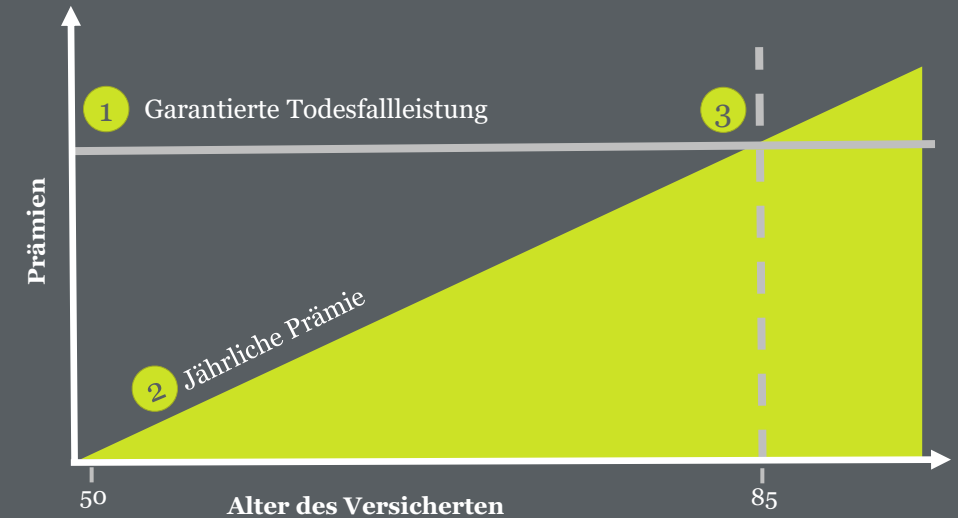 1 Garantierte Todesfallleistung
3
Prämien
2 Jährliche Prämie
50
85
Alter des Versicherten